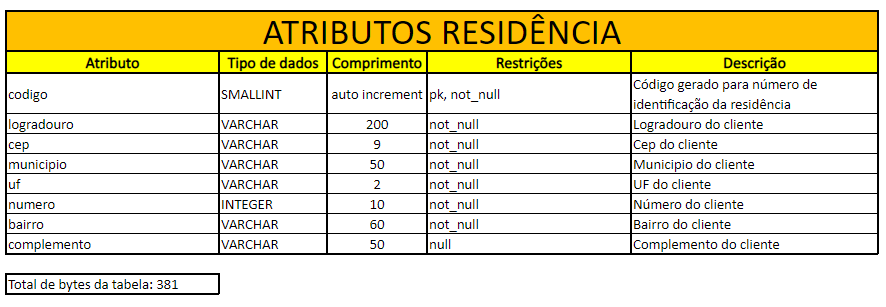 ATRIBUTOS RESIDÊNCIA
Atributo Tipo de dados Comprimento Restrições Descrição
codigo SMALLINT auto increment pk, not_null Código gerado para número de
identificação da residência
logradouro VARCHAR 200 not_null Logradouro do cliente
cep VARCHAR 9 not_null Cep do cliente
municipio VARCHAR 50 not_null Municipio do cliente
uf VARCHAR 2 not_null UF do cliente
numero INTEGER 10 not_null Número do cliente
bairro VARCHAR 60 not_null Bairro do cliente
complemento VARCHAR 50 null Complemento do cliente
Total de bytes da tabela: 381